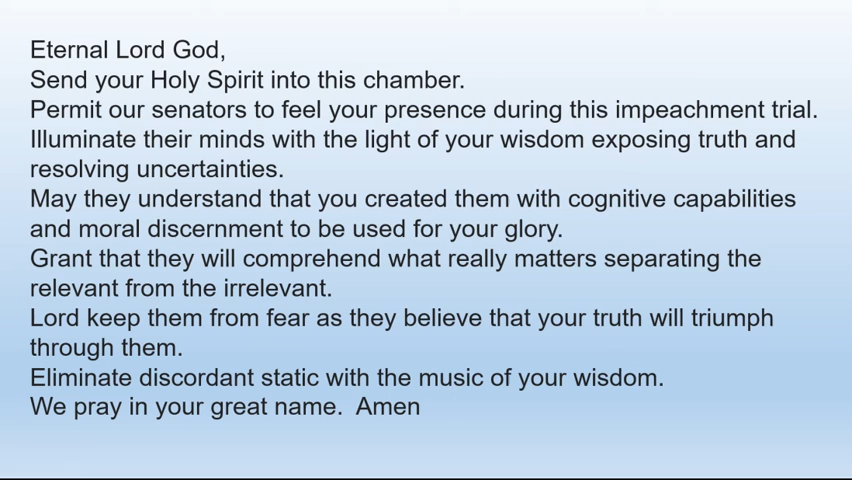 Eternal Lord God,
Send your Holy Spirit into this chamber.
Permit our senators to feel your presence during this impeachment trial.
Illuminate their minds with the light of your wisdom exposing truth and
resolving uncertainties.
May they understand that you created them with cognitive capabilities
and moral discernment to be used for your glory.
Grant that they will comprehend what really matters separating the
relevant from the irrelevant.
Lord keep them from fear as they believe that your truth will triumph
through them.
Eliminate discordant static with the music of your wisdom.
We pray in your great name.  Amen